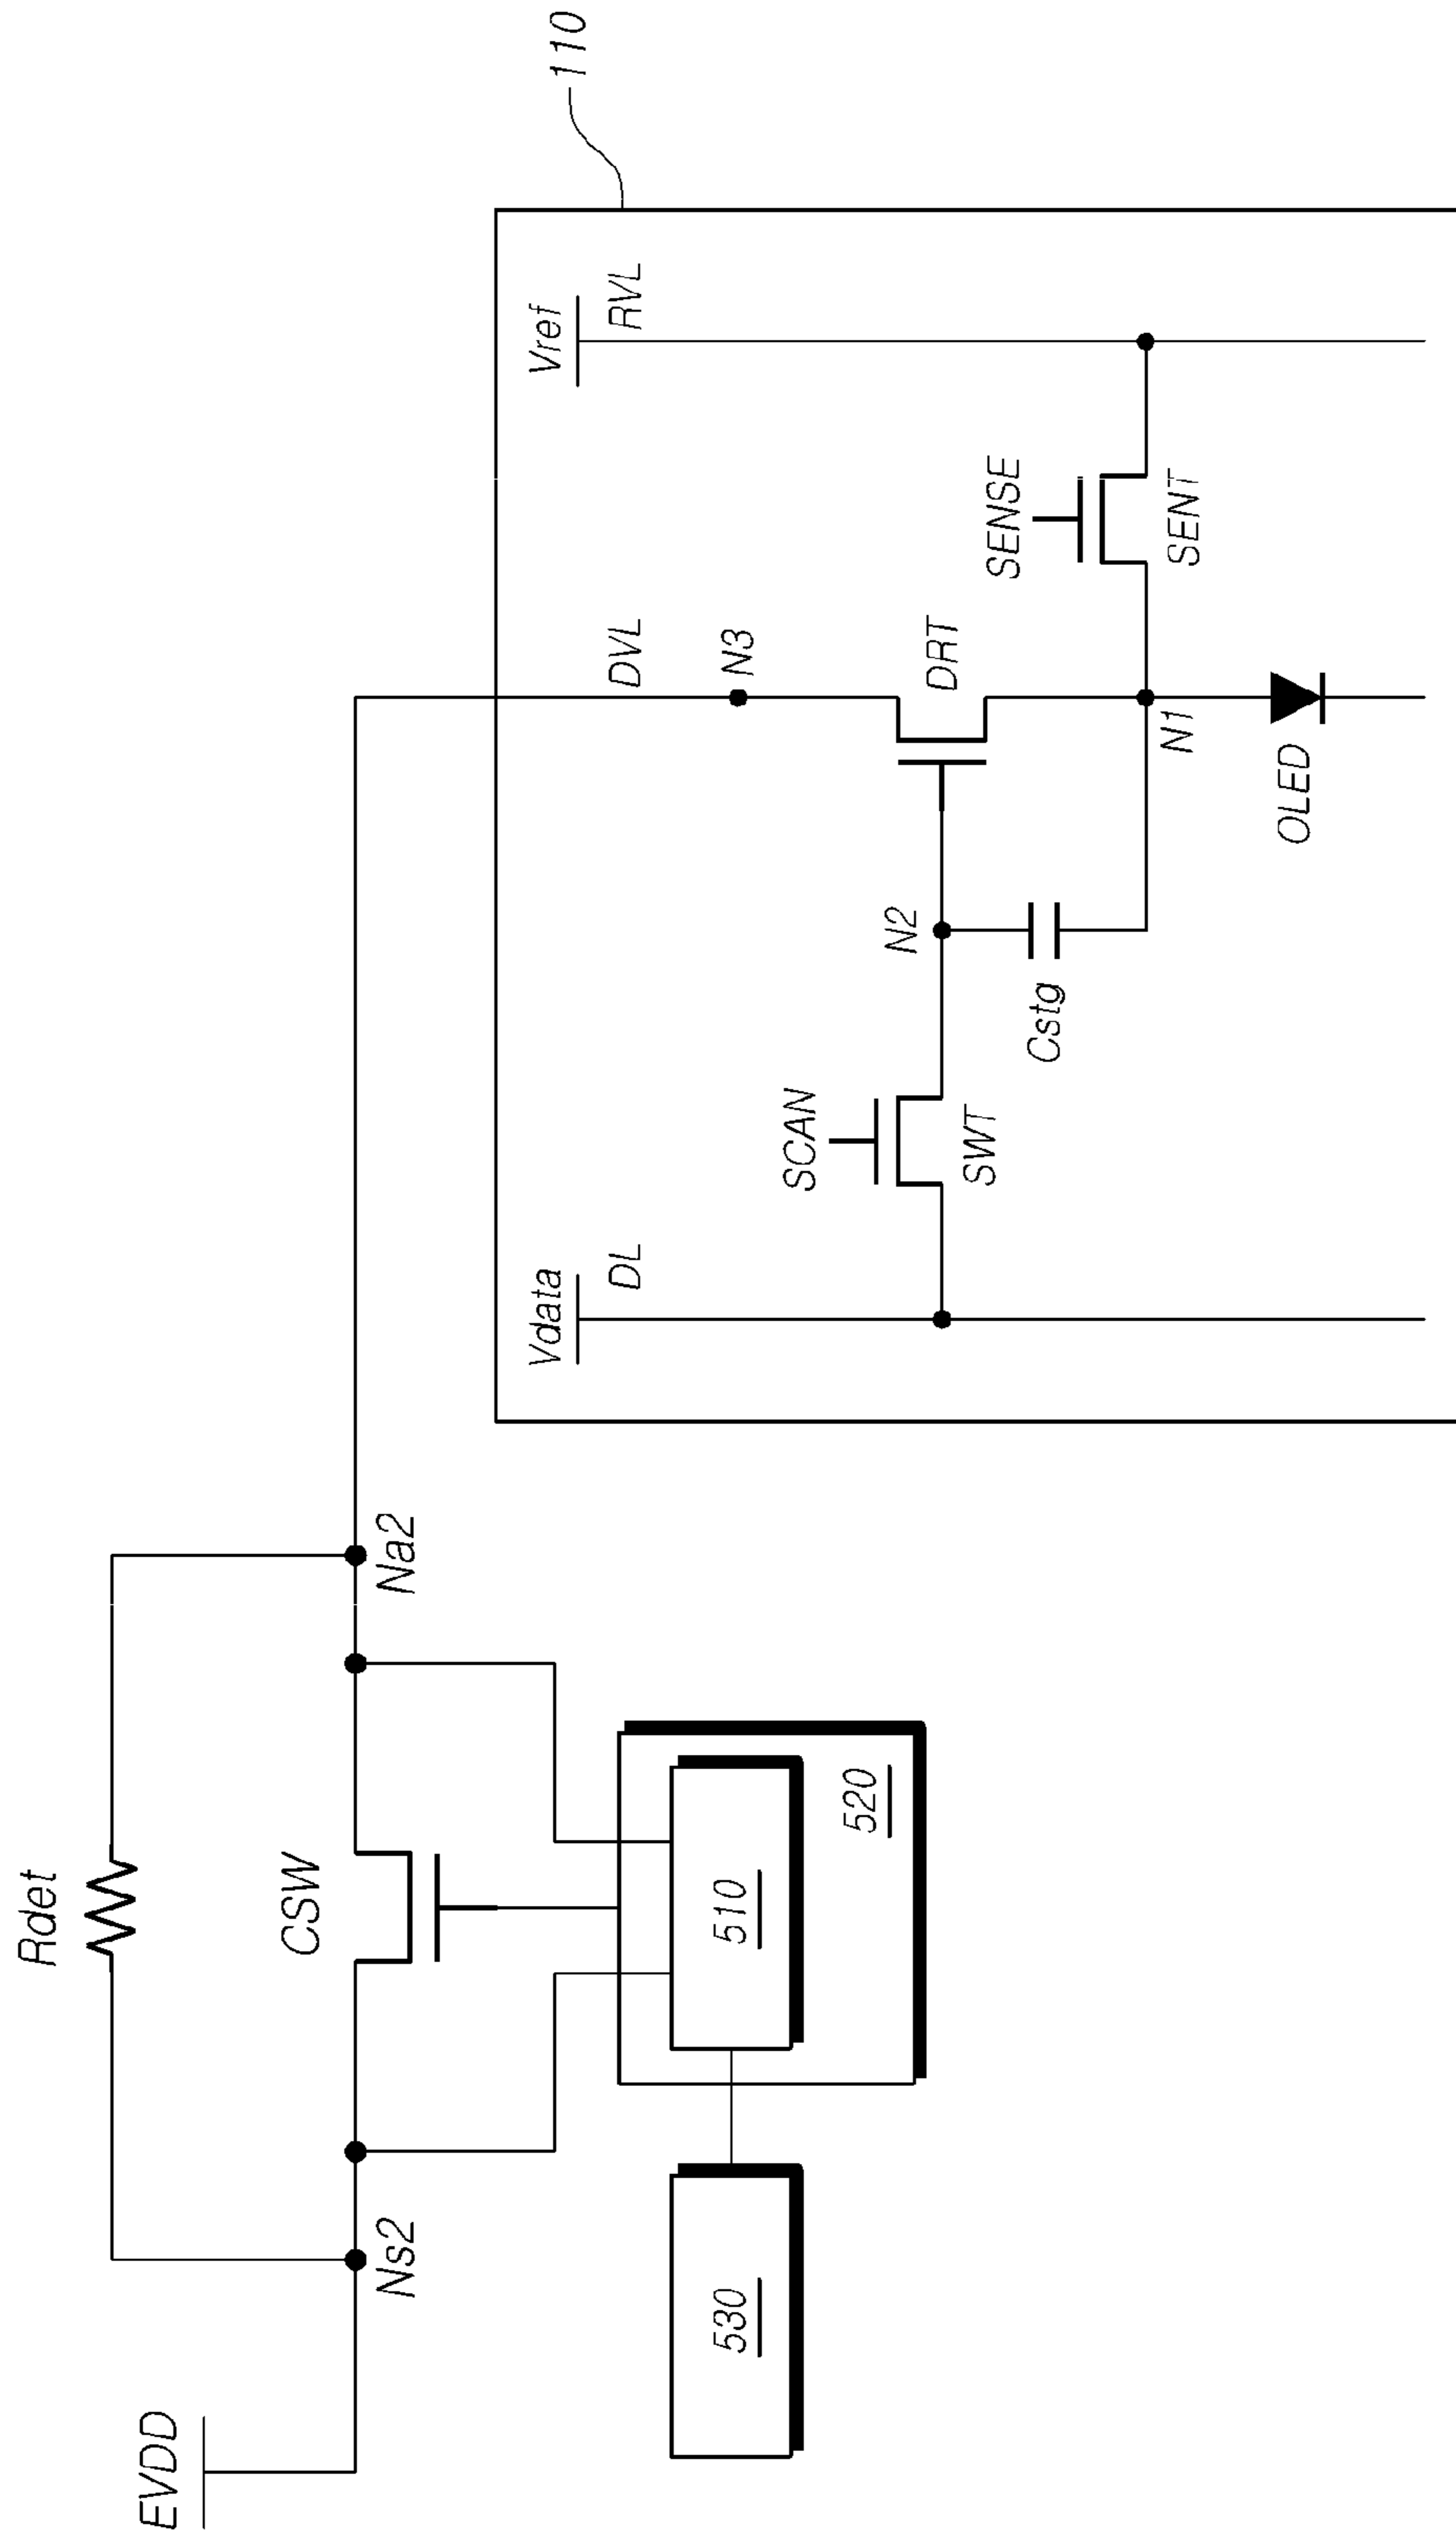 EVDD
Rdet
CSW
Ns2
Na2
530
510
520
110
Vdata
DL
DVL
Vref
RVL
N3
SCAN
SWT
N2
DRT
SENSE
SENT
Cstg
N1
OLED